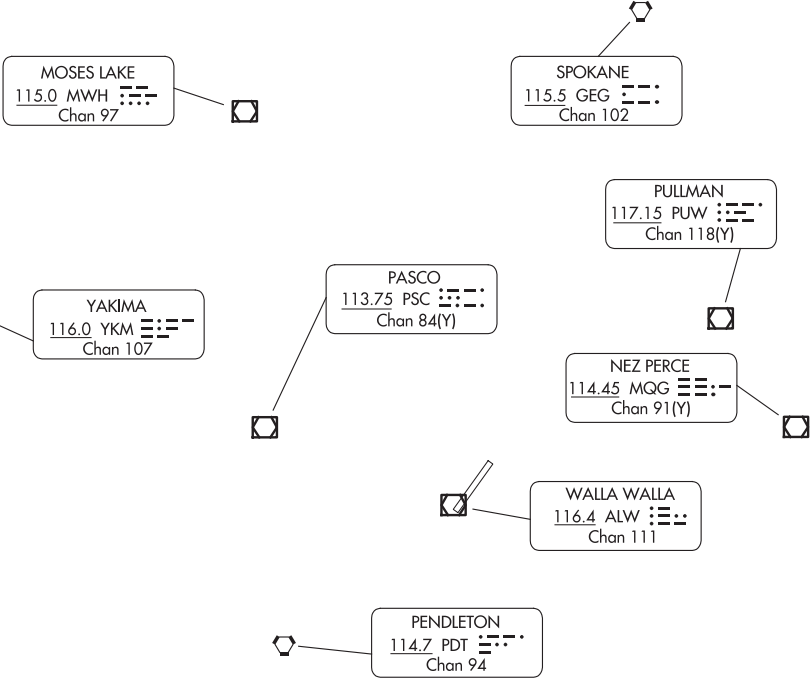 MOSES LAKE
115.0 MWH
Chan 97
SPOKANE
115.5 GEG
Chan 102
PULLMAN
117.15 PUW
Chan 118(Y)
PASCO
113.75 PSC
Chan 84(Y)
YAKIMA
116.0 YKM
Chan 107
NEZ PERCE
114.45 MQG
Chan 91(Y)
WALLA WALLA
116.4 ALW
Chan 111
PENDLETON
114.7 PDT
Chan 94